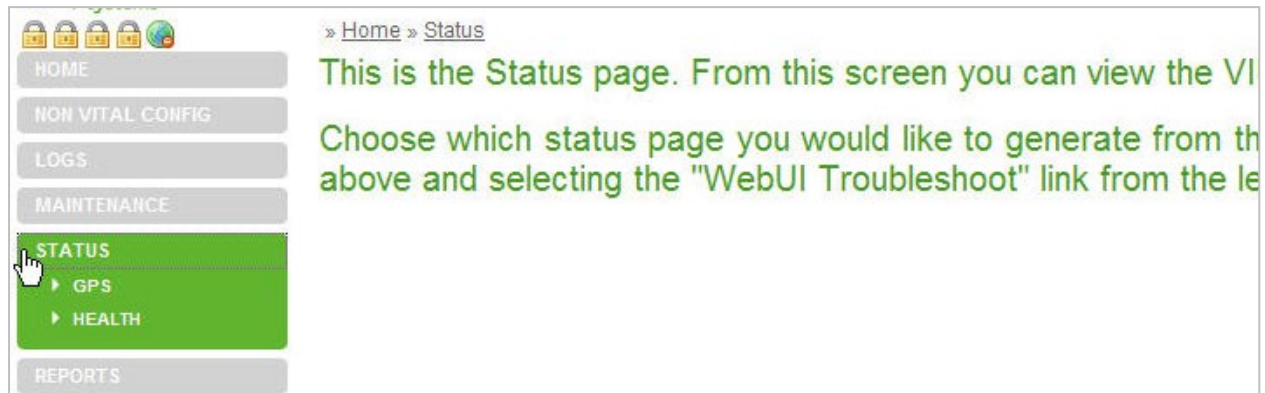 » Home » Status
HOME
This is the Status page. From this screen you can view the VI
NON VITAL CONFIG
Choose which status page you would like to generate from th
LOGS
above and selecting the "WebUI Troubleshoot" link from the le
MAINTENANCE
STATUS
GPS
HEALTH
REPORTS